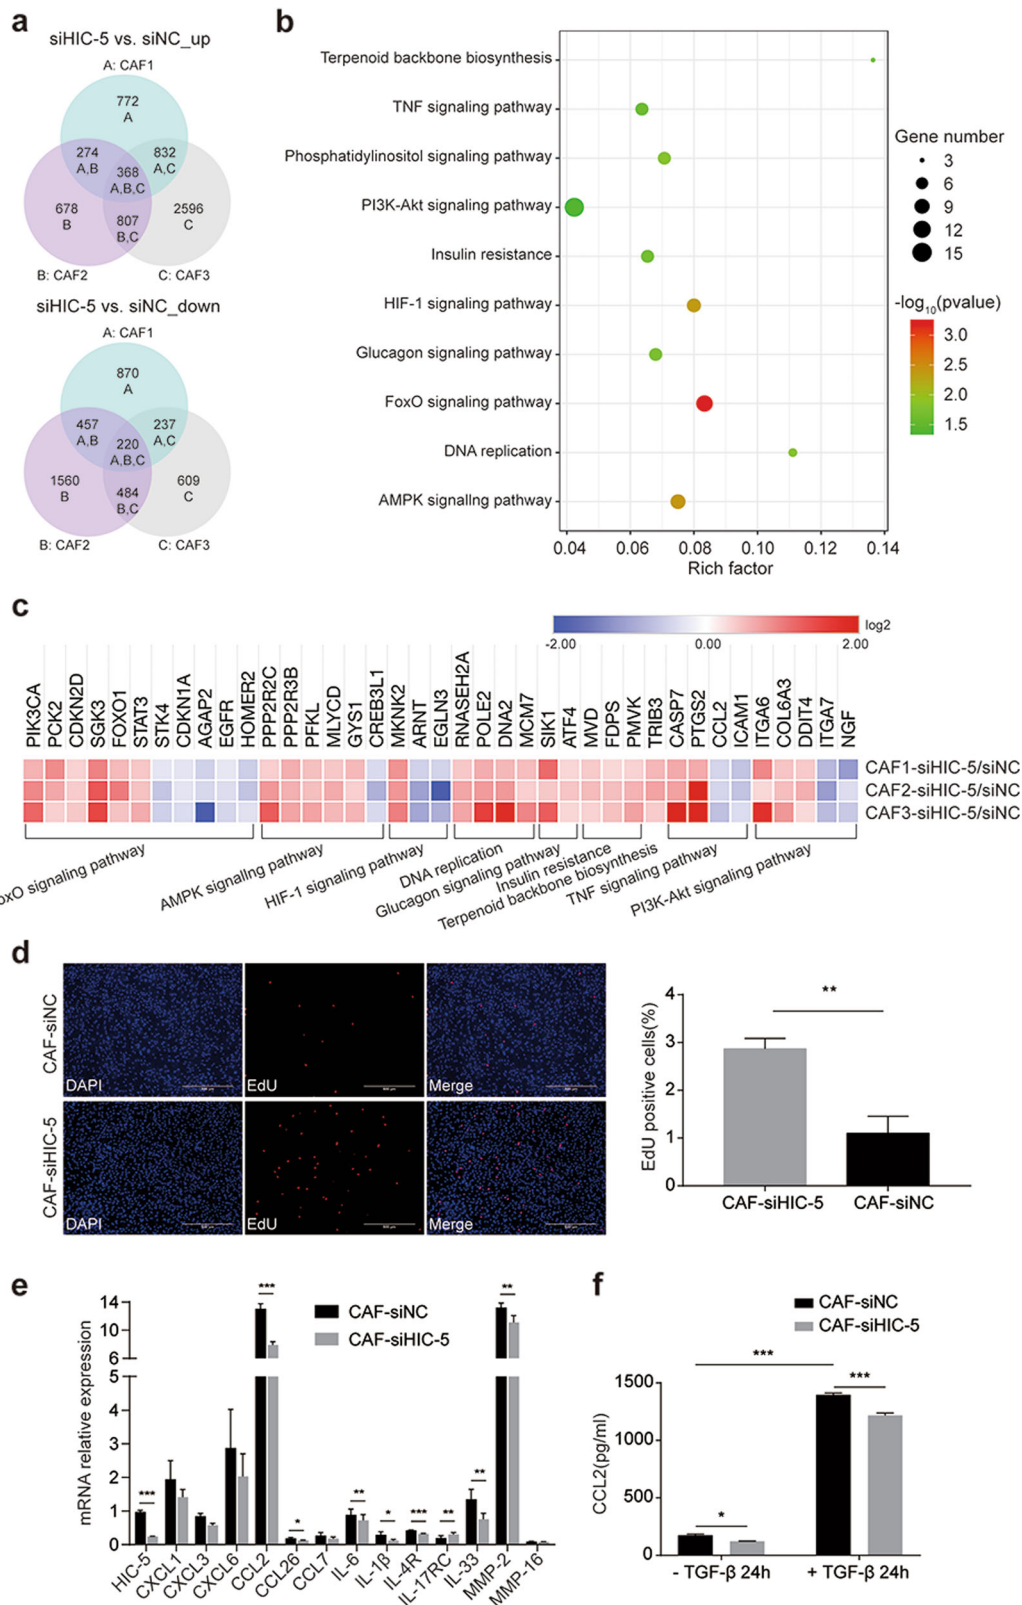 a
siHIC-5 vs. siNC_up
A: CAF1
772
A
274
A,B
832
A,C
368
A,B,C
678
B
807
B,C
2596
C
B: CAF2
C: CAF3
siHIC-5 vs. siNC_down
A: CAF1
870
A
457
A,B
237
A,C
220
A,B,C
1560
B
484
B,C
609
C
B: CAF2
C: CAF3
b
Terpenoid backbone biosynthesis
TNF signaling pathway
Phosphatidylinositol signaling pathway
PI3K-Akt signaling pathway
Insulin resistance
HIF-1 signaling pathway
Glucagon signaling pathway
FoxO signaling pathway
DNA replication
AMPK signallng pathway
0.04 0.06 0.08 0.10 0.12 0.14
Rich factor
Gene number
3
6
9
12
15
-log10(pvalue)
3.0
2.5
2.0
1.5
c
log2
-2.00 0.00 2.00
PIK3CA
PCK2
CDKN2D
SGK3
FOXO1
STAT3
STK4
CDKN1A
AGAP2
EGFR
HOMER2
PPP2R2C
PPP2R3B
PFKL
MLYCD
GYS1
CREB3L1
MKNK2
ARNT
EGLN3
RNASEH2A
POLE2
DNA2
MCM7
SIK1
ATF4
MVD
FDPS
PMVK
TRIB3
CASP7
PTGS2
CCL2
ICAM1
ITGA6
COL6A3
DDIT4
ITGA7
NGF
CAF1-siHIC-5/siNC
CAF2-siHIC-5/siNC
CAF3-siHIC-5/siNC
oxO signaling pathway
AMPK signallng pathway
HIF-1 signaling pathway
DNA replication
Glucagon signaling pathway
Insulin resistance
Terpenoid backbone biosynthesis
TNF signaling pathway
PI3K-Akt signaling pathway
d
CAF-siNC
DAPI
EdU
Merge
CAF-siHIC-5
DAPI
EdU
Merge
EdU positive cells(%)
4
3
2
1
0
**
CAF-siHIC-5 CAF-siNC
e
mRNA relative expression
14
10
6
5
4
3
2
1
0
CAF-siNC
CAF-siHIC-5
***
***
*
**
*
***
**
**
**
HIC-5
CXCL1
CXCL3
CXCL6
CCL2
CCL26
CCL7
IL-6
IL-1β
IL-4R
IL-17RC
IL-33
MMP-2
MMP-16
f
CAF-siNC
CAF-siHIC-5
CCL2(pg/ml)
1500
1000
500
0
***
***
*
- TGF-β 24h + TGF-β 24h